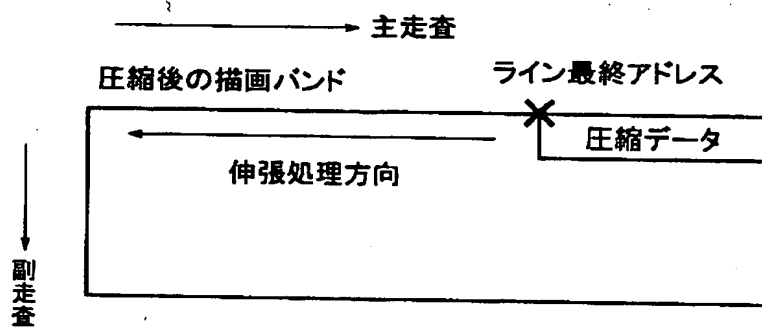 主走査
圧縮後の描画バンド
ライン最終アドレス
圧縮データ
伸張処理方向
副走査